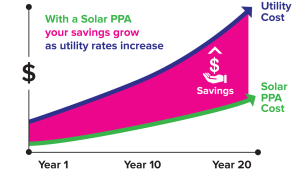 With a Solar PPA
your savings grow
as utility rates increase
Utility
Cost
$
$
Savings
Solar
PPA
Cost
Year 1
Year 10
Year 20